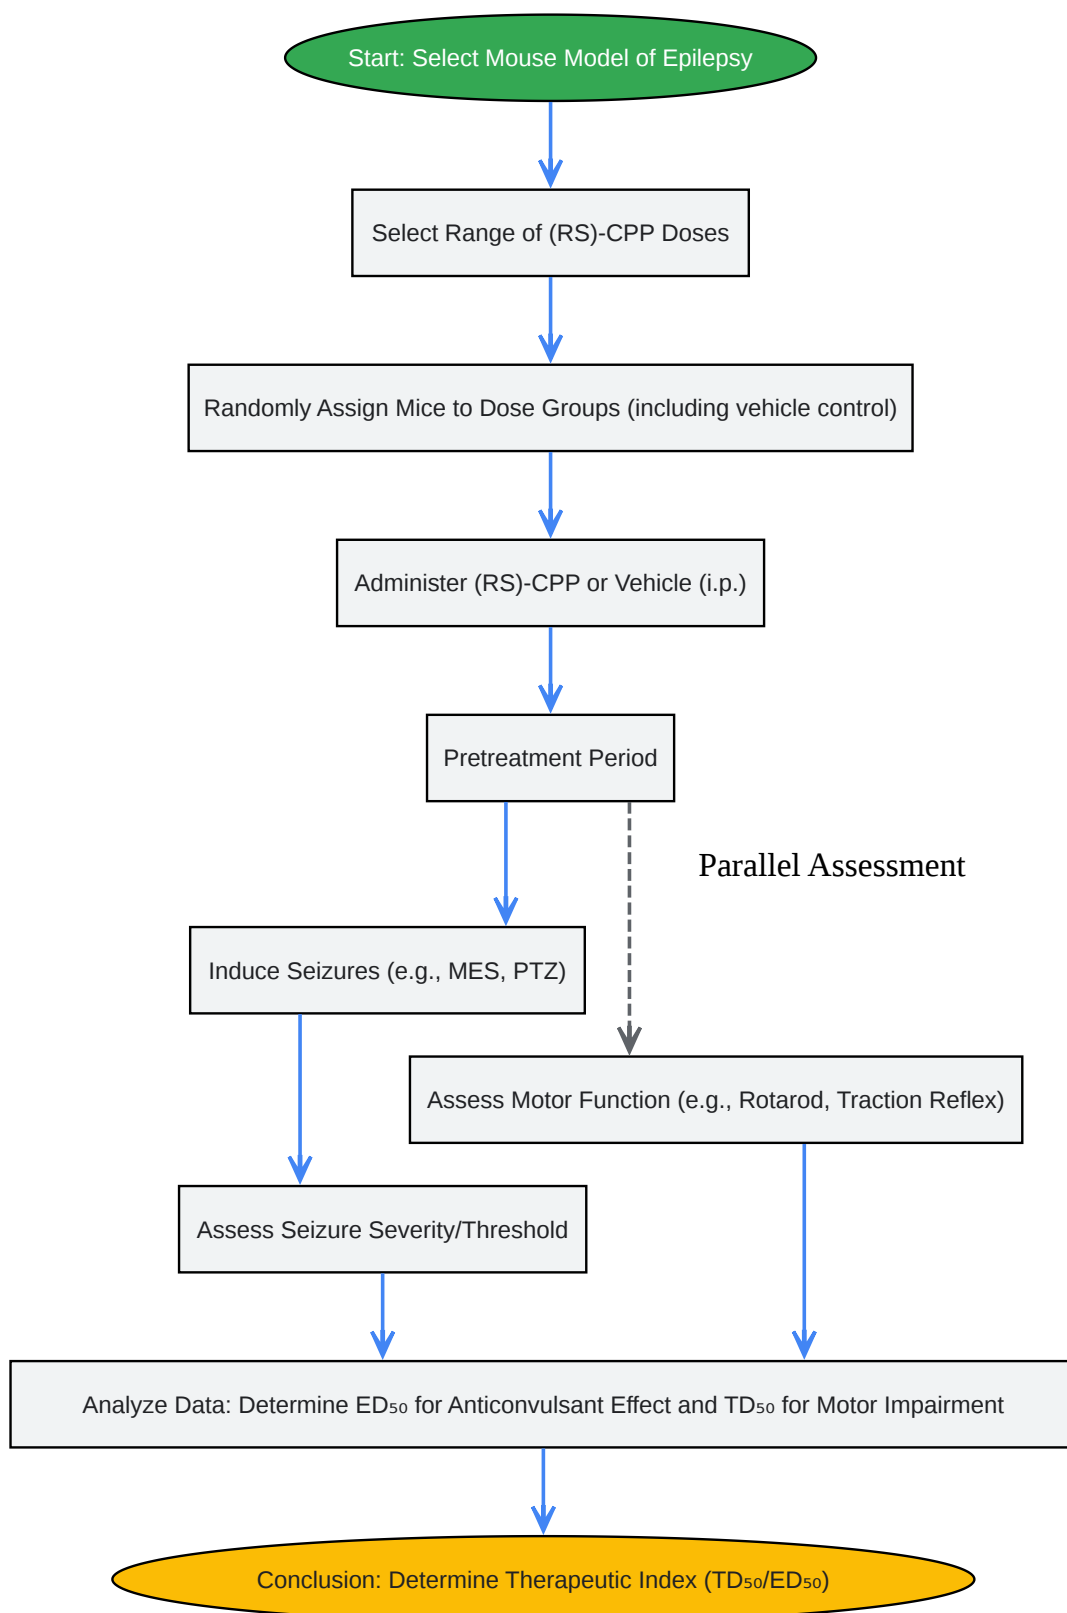 Start: Select Mouse Model of Epilepsy
Select Range of (RS)-CPP Doses
Randomly Assign Mice to Dose Groups (including vehicle control)
Administer (RS)-CPP or Vehicle (i.p.)
Pretreatment Period
Parallel Assessment
Induce Seizures (e.g., MES, PTZ)
Assess Motor Function (e.g., Rotarod, Traction Reflex)
Assess Seizure Severity/Threshold
Analyze Data: Determine ED₅₀ for Anticonvulsant Effect and TD₅₀ for Motor Impairment
Conclusion: Determine Therapeutic Index (TD₅₀/ED₅₀)